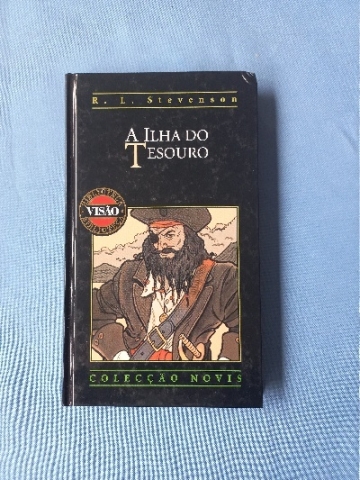 R. L. Stevenson
A ILHA DO
TESOURO
VISÃO
COLECÇÃO NOVIS